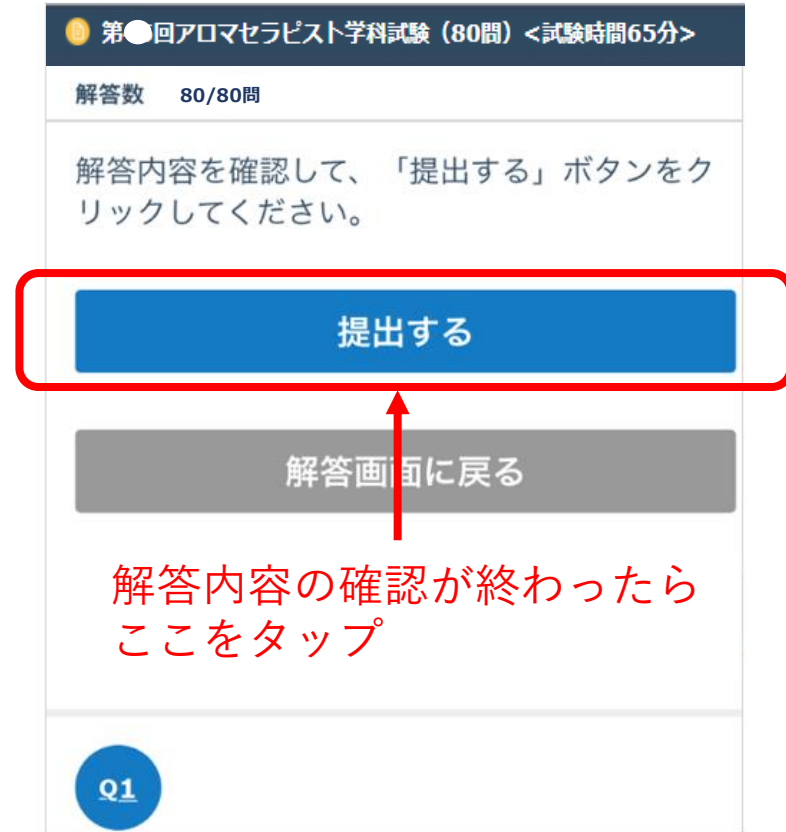 第 回アロマセラピスト学科試験（80問）<試験時間65分>
解答数 80/80問
解答内容を確認して、「提出する」ボタンをク
リックしてください。
提出する
解答画面に戻る
解答内容の確認が終わったら
ここをタップ
Q1